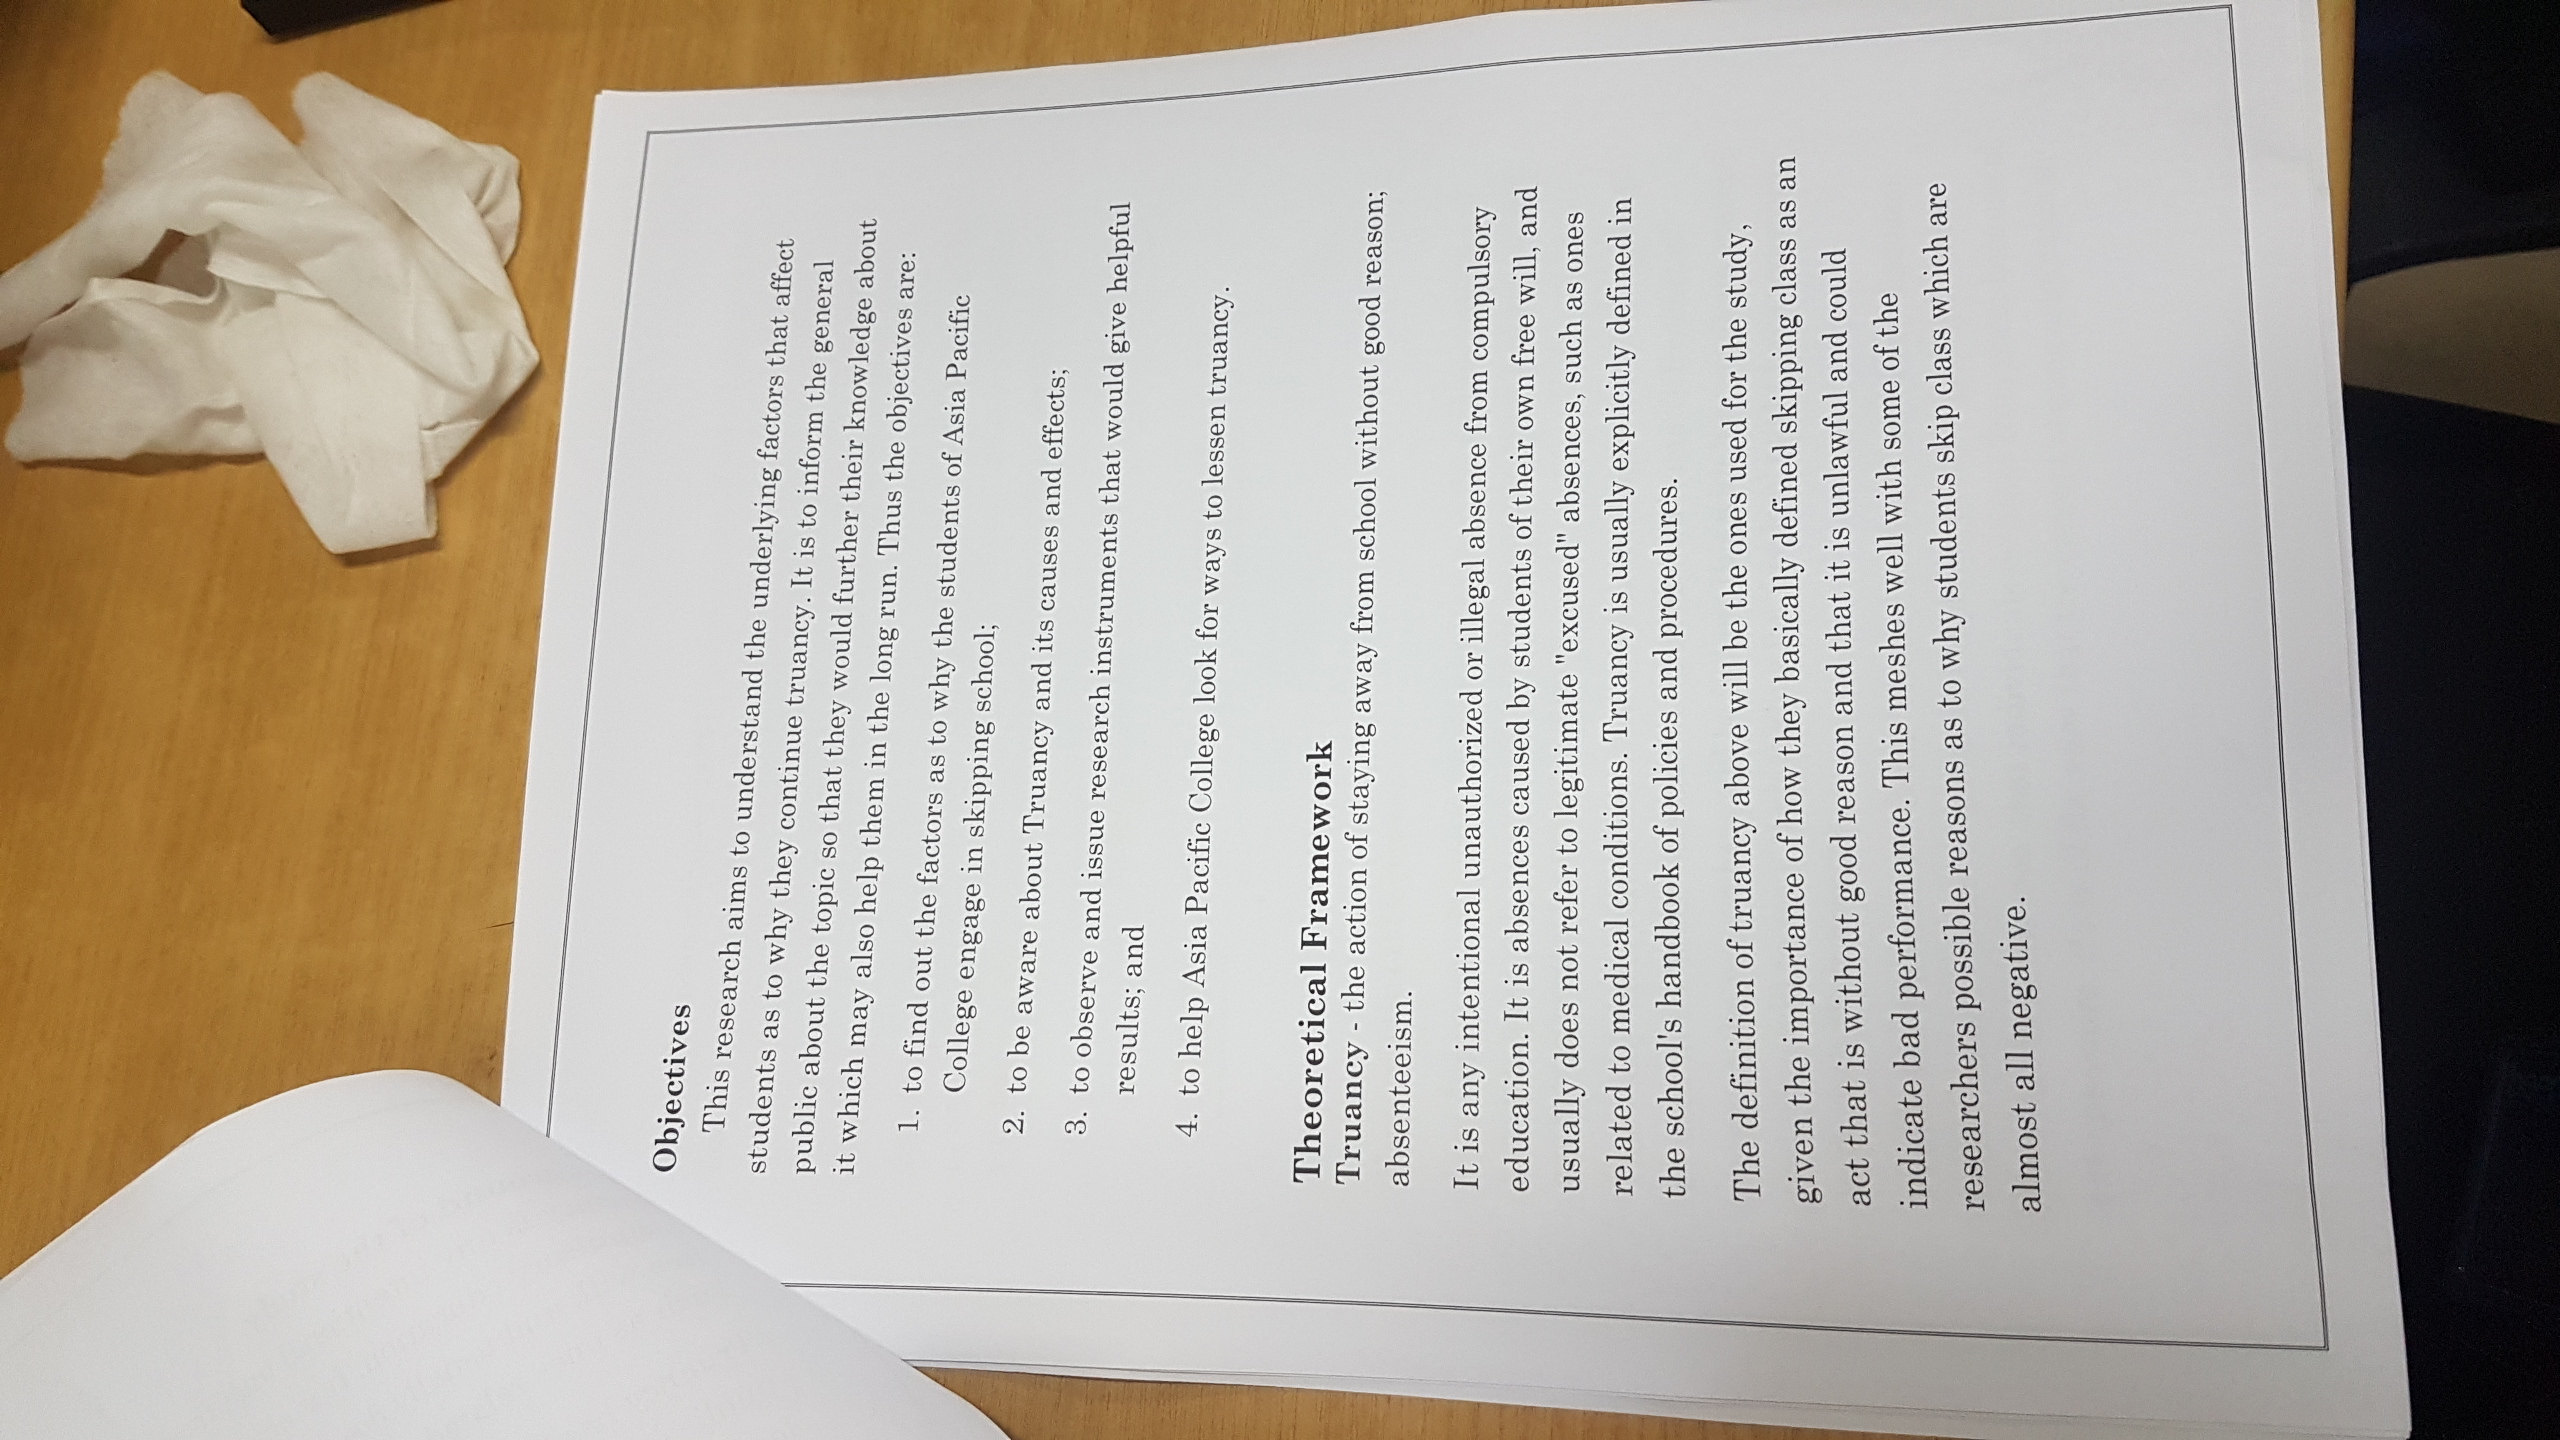 Objectives
This research aims to understand the underlying factors that affect
students as to why they continue truancy. It is to inform the general
public about the topic so that they would further their knowledge about
it which may also help them in the long run. Thus the objectives are:
1. to find out the factors as to why the students of Asia Pacific
College engage in skipping school;
2. to be aware about Truancy and its causes and effects;
3. to observe and issue research instruments that would give helpful
results; and
4. to help Asia Pacific College look for ways to lessen truancy.
Theoretical Framework
Truancy - the action of staying away from school without good reason;
absenteeism.
It is any intentional unauthorized or illegal absence from compulsory
education. It is absences caused by students of their own free will, and
usually does not refer to legitimate "excused" absences, such as ones
related to medical conditions. Truancy is usually explicitly defined in
the school's handbook of policies and procedures.
The definition of truancy above will be the ones used for the study,
given the importance of how they basically defined skipping class as an
act that is without good reason and that it is unlawful and could
indicate bad performance. This meshes well with some of the
researchers possible reasons as to why students skip class which are
almost all negative.